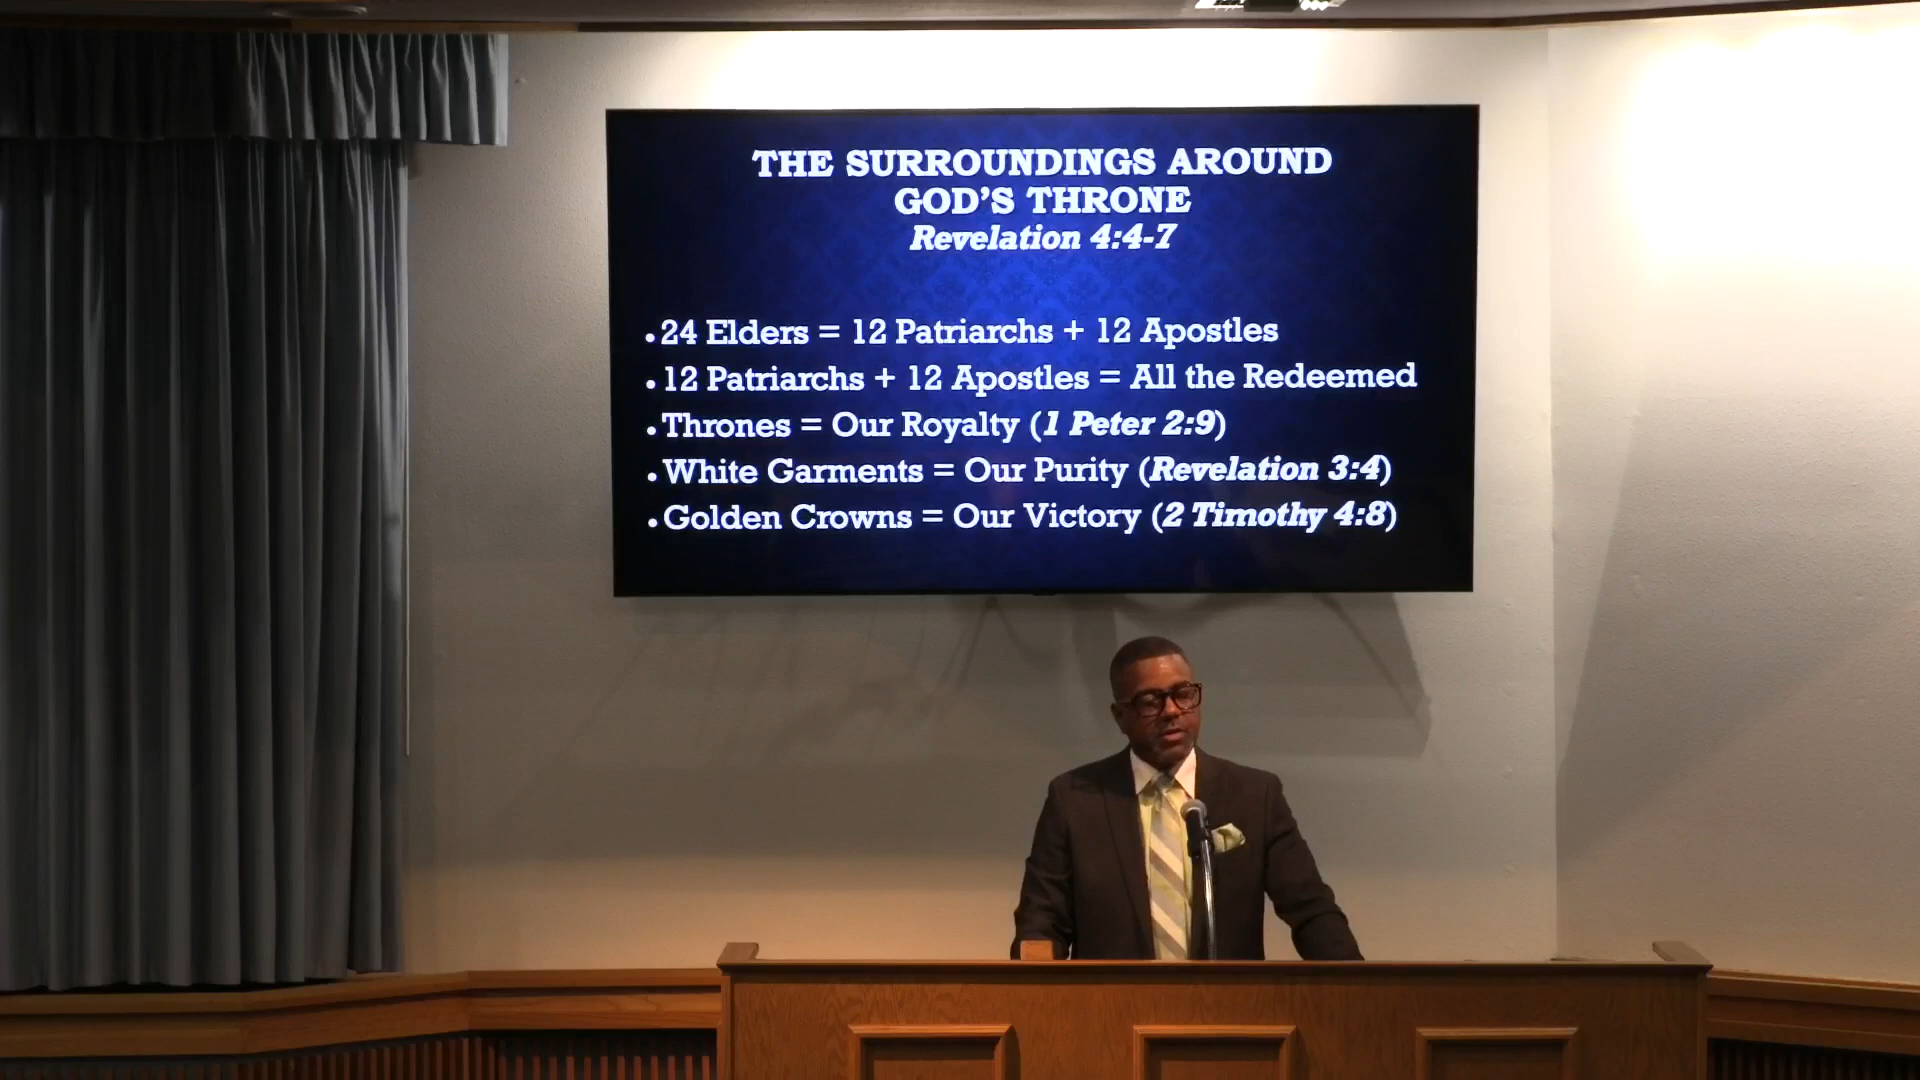 THE SURROUNDINGS AROUND
GOD'S THRONE
Revelation 4:4-7
• 24 Elders = 12 Patriarchs + 12 Apostles
• 12 Patriarchs + 12 Apostles = All the Redeemed
• Thrones = Our Royalty (1 Peter 2:9)
• White Garments = Our Purity (Revelation 3:4)
• Golden Crowns = Our Victory (2 Timothy 4:8)